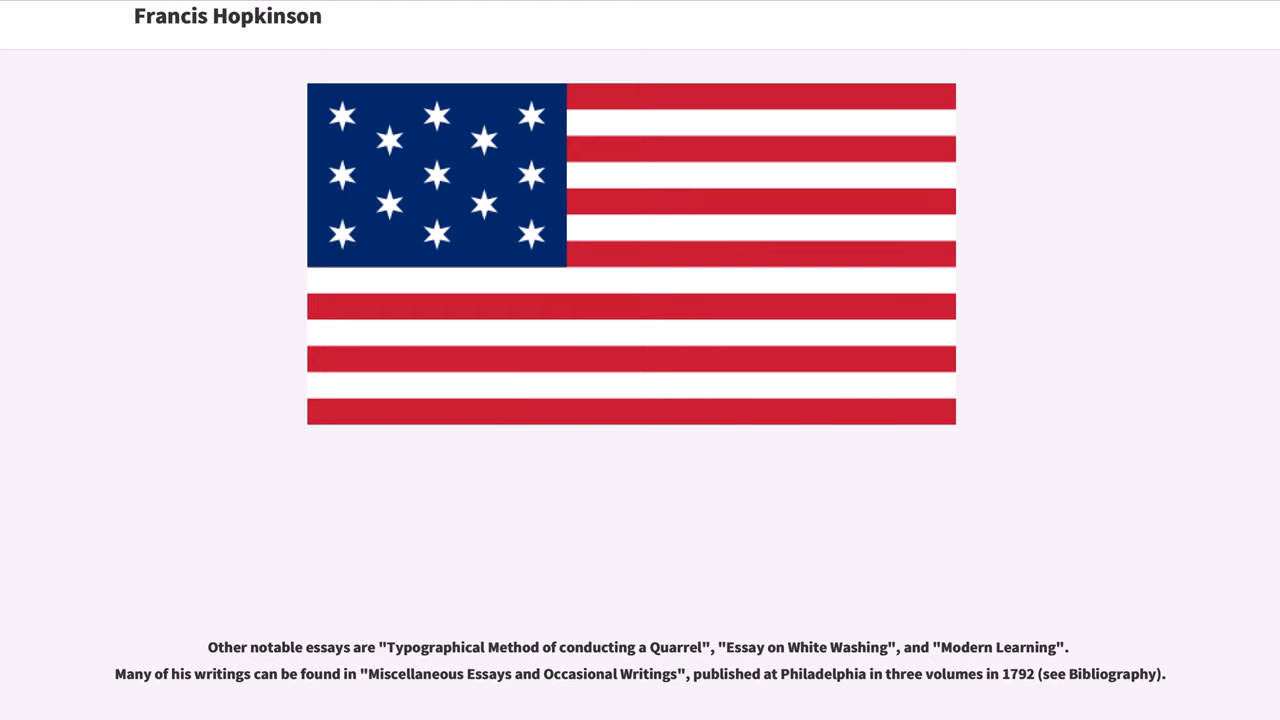 Francis Hopkinson
Other notable essays are "Typographical Method of conducting a Quarrel", "Essay on White Washing", and "Modern Learning".
Many of his writings can be found in "Miscellaneous Essays and Occasional Writings", published at Philadelphia in three volumes in 1792 (see Bibliography).